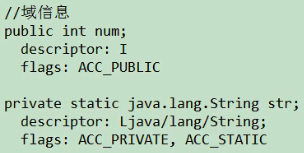 //域信息
public int num;
  descriptor: I
  flags: ACC_PUBLIC

private static java.lang.String str;
  descriptor: Ljava/lang/String;
  flags: ACC_PRIVATE, ACC_STATIC